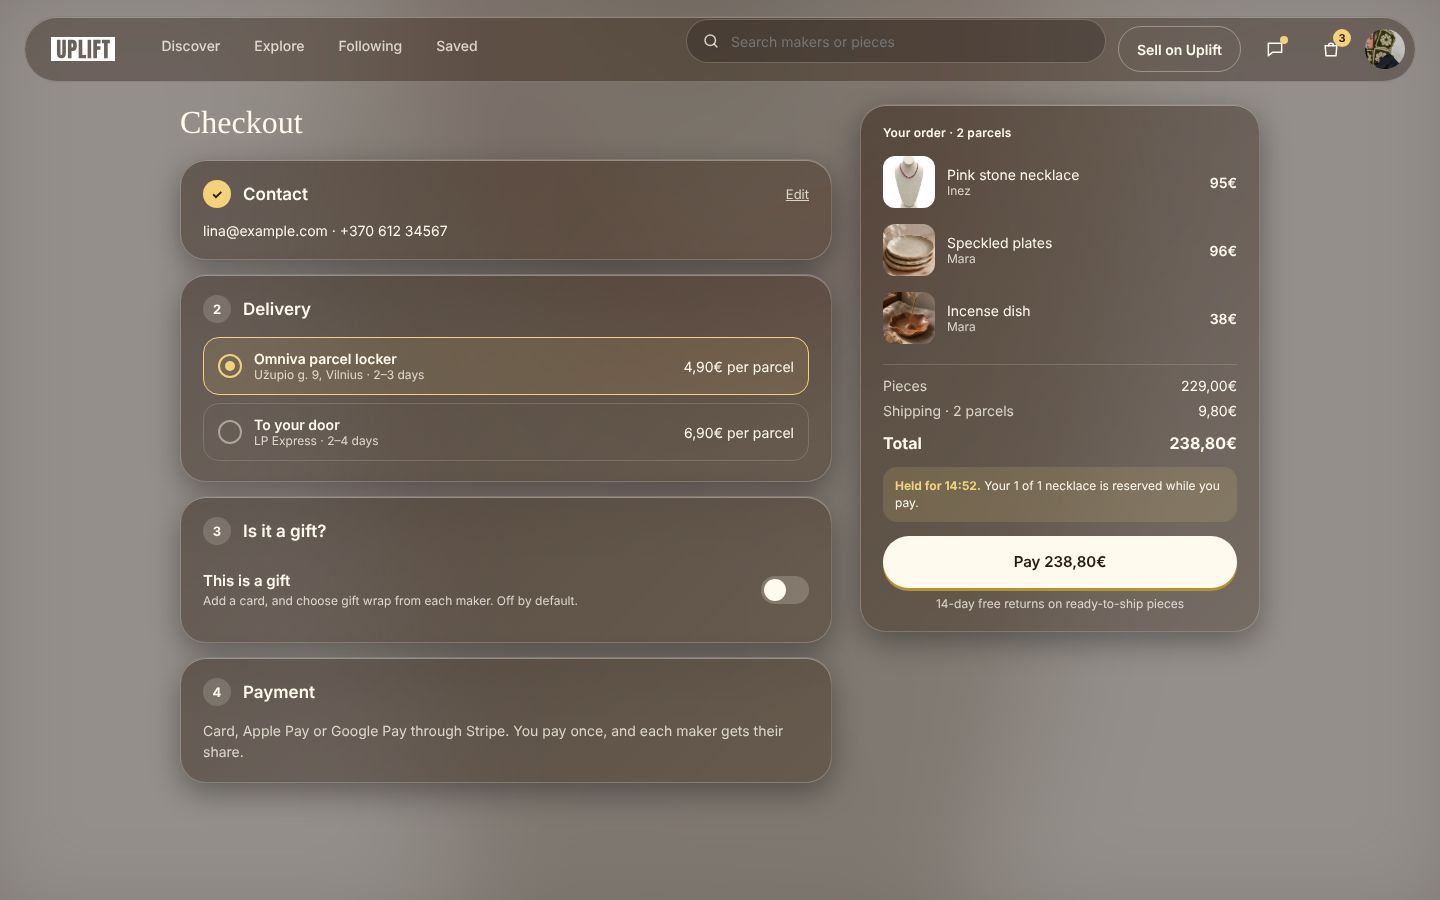 UPLIFT
Discover
Explore
Following
Saved
Search makers or pieces
Sell on Uplift
3
Checkout
Contact
Edit
lina@example.com · +370 612 34567
2
Delivery
Omniva parcel locker
Užupio g. 9, Vilnius · 2–3 days
4,90€ per parcel
To your door
LP Express · 2–4 days
6,90€ per parcel
3
Is it a gift?
This is a gift
Add a card, and choose gift wrap from each maker. Off by default.
4
Payment
Card, Apple Pay or Google Pay through Stripe. You pay once, and each maker gets their
share.
Your order · 2 parcels
Pink stone necklace
Inez
95€
Speckled plates
Mara
96€
Incense dish
Mara
38€
Pieces
229,00€
Shipping · 2 parcels
9,80€
Total
238,80€
Held for 14:52. Your 1 of 1 necklace is reserved while you
pay.
Pay 238,80€
14-day free returns on ready-to-ship pieces